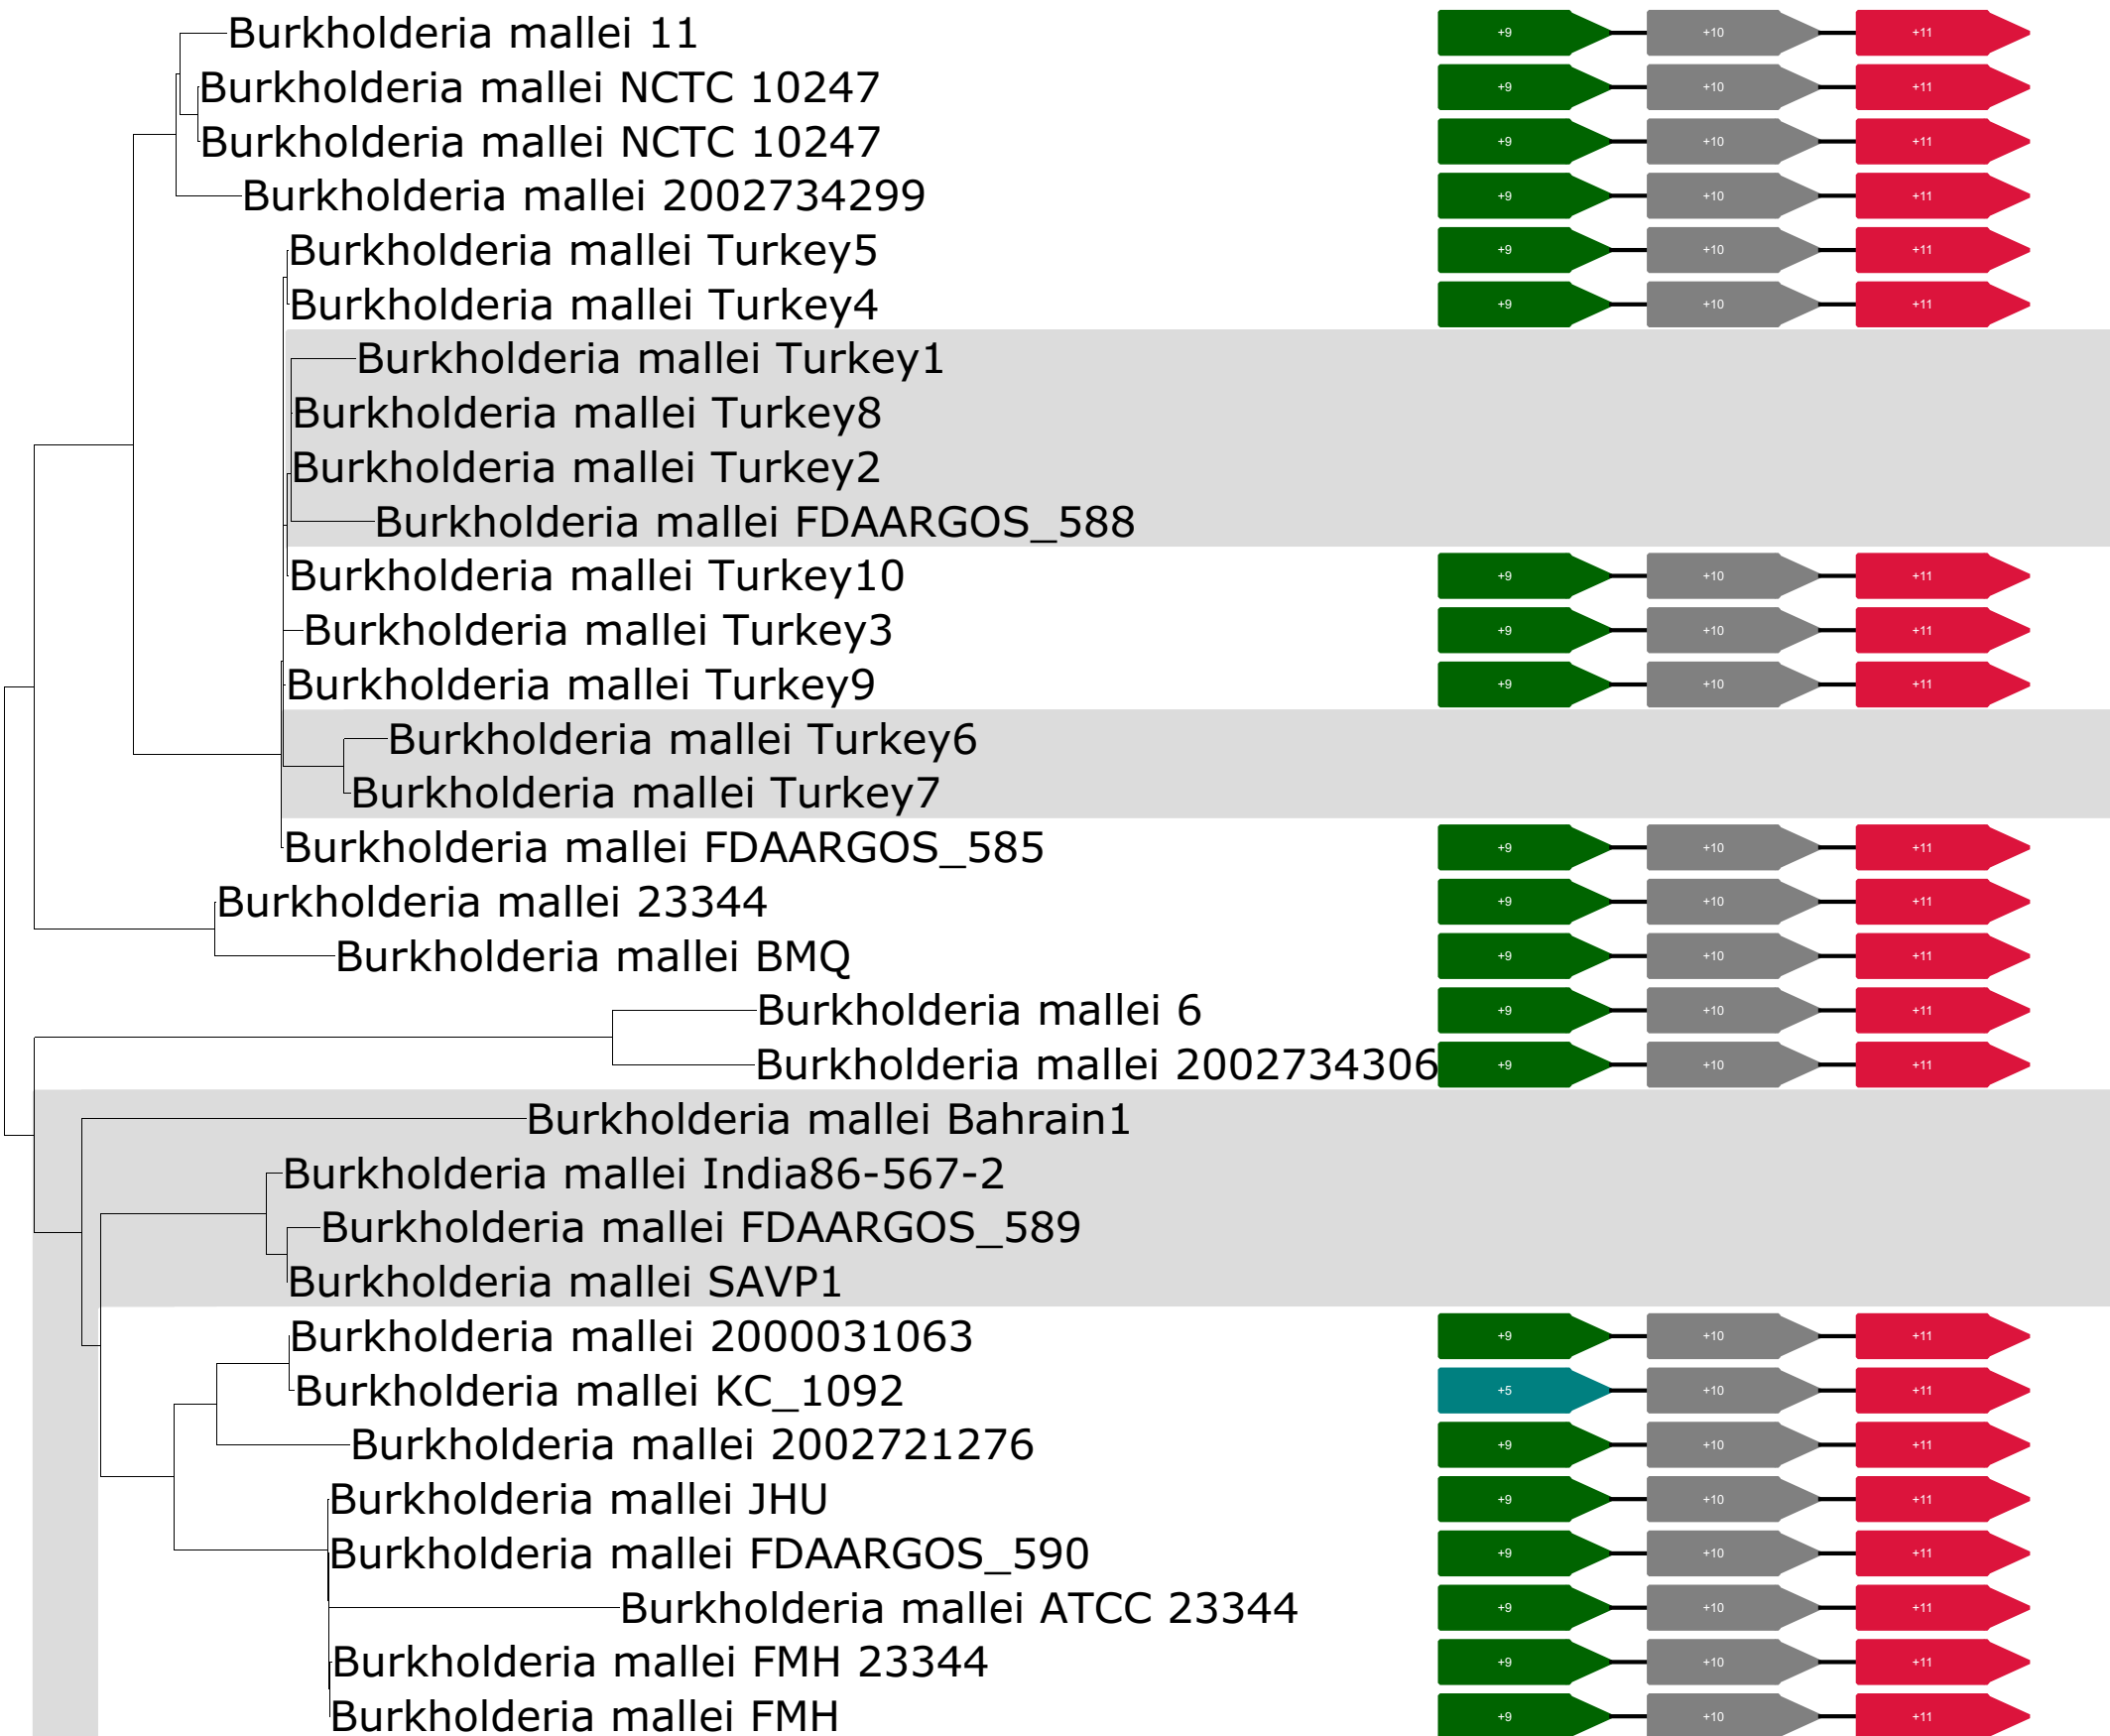 Burkholderia mallei 11 +9 +10 +11
Burkholderia mallei NCTC 10247 +9 +10 +11
Burkholderia mallei NCTC 10247 +9 +10 +11
Burkholderia mallei 2002734299 +9 +10 +11
Burkholderia mallei Turkey5 +9 +10 +11
Burkholderia mallei Turkey4 +9 +10 +11
Burkholderia mallei Turkey1
Burkholderia mallei Turkey8
Burkholderia mallei Turkey2
Burkholderia mallei FDAARGOS_588
Burkholderia mallei Turkey10 +9 +10 +11
Burkholderia mallei Turkey3 +9 +10 +11
Burkholderia mallei Turkey9 +9 +10 +11
Burkholderia mallei Turkey6
Burkholderia mallei Turkey7
Burkholderia mallei FDAARGOS_585 +9 +10 +11
Burkholderia mallei 23344 +9 +10 +11
Burkholderia mallei BMQ +9 +10 +11
Burkholderia mallei 6 +9 +10 +11
Burkholderia mallei 2002734306 +9 +10 +11
Burkholderia mallei Bahrain1
Burkholderia mallei India86-567-2
Burkholderia mallei FDAARGOS_589
Burkholderia mallei SAVP1
Burkholderia mallei 2000031063 +9 +10 +11
Burkholderia mallei KC_1092 +5 +10 +11
Burkholderia mallei 2002721276 +9 +10 +11
Burkholderia mallei JHU +9 +10 +11
Burkholderia mallei FDAARGOS_590 +9 +10 +11
Burkholderia mallei ATCC 23344 +9 +10 +11
Burkholderia mallei FMH 23344 +9 +10 +11
Burkholderia mallei FMH +9 +10 +11